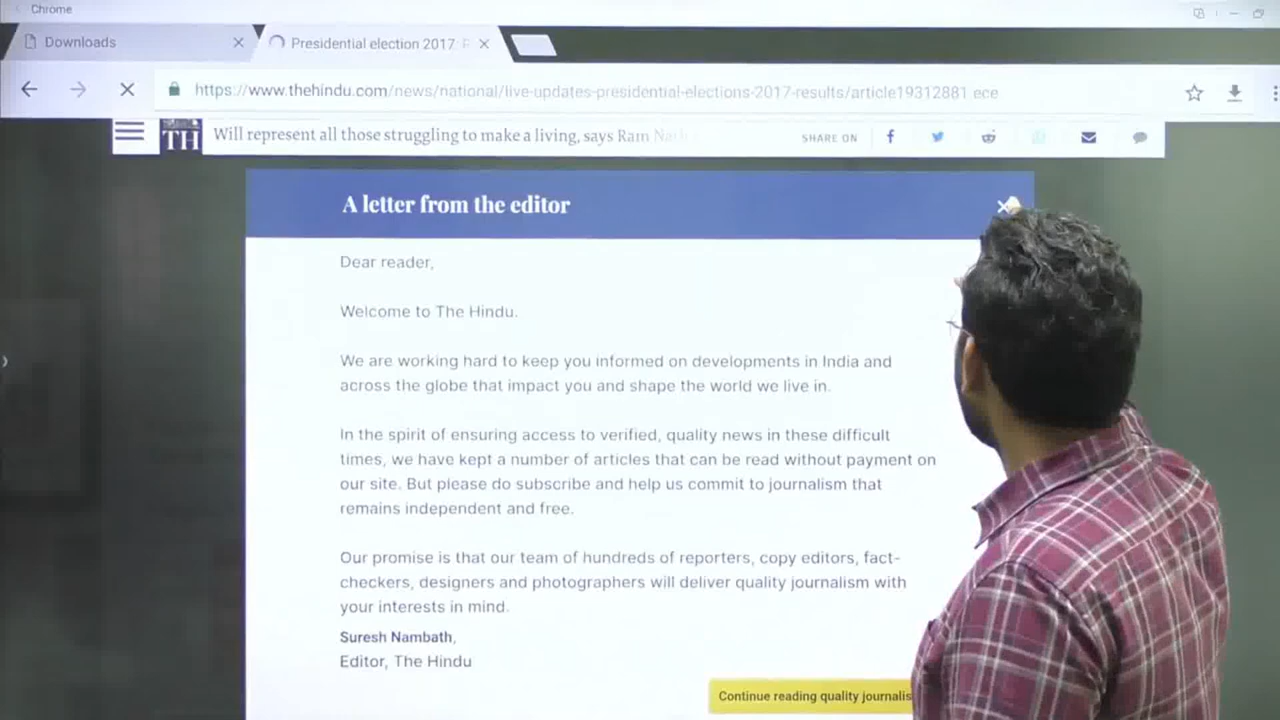 Chrome
Downloads
Presidential election 2017:
https://www.thehindu.com/news/national/live-updates-presidential-elections-2017-results/article19312881.ece
TH
Will represent all those struggling to make a living, says Ram Nath
SHARE ON
A letter from the editor
Dear reader,
Welcome to The Hindu.
We are working hard to keep you informed on developments in India and
across the globe that impact you and shape the world we live in.
In the spirit of ensuring access to verified, quality news in these difficult
times, we have kept a number of articles that can be read without payment on
our site. But please do subscribe and help us commit to journalism that
remains independent and free.
Our promise is that our team of hundreds of reporters, copy editors, fact-
checkers, designers and photographers will deliver quality journalism with
your interests in mind.
Suresh Nambath,
Editor, The Hindu
Continue reading quality journalis